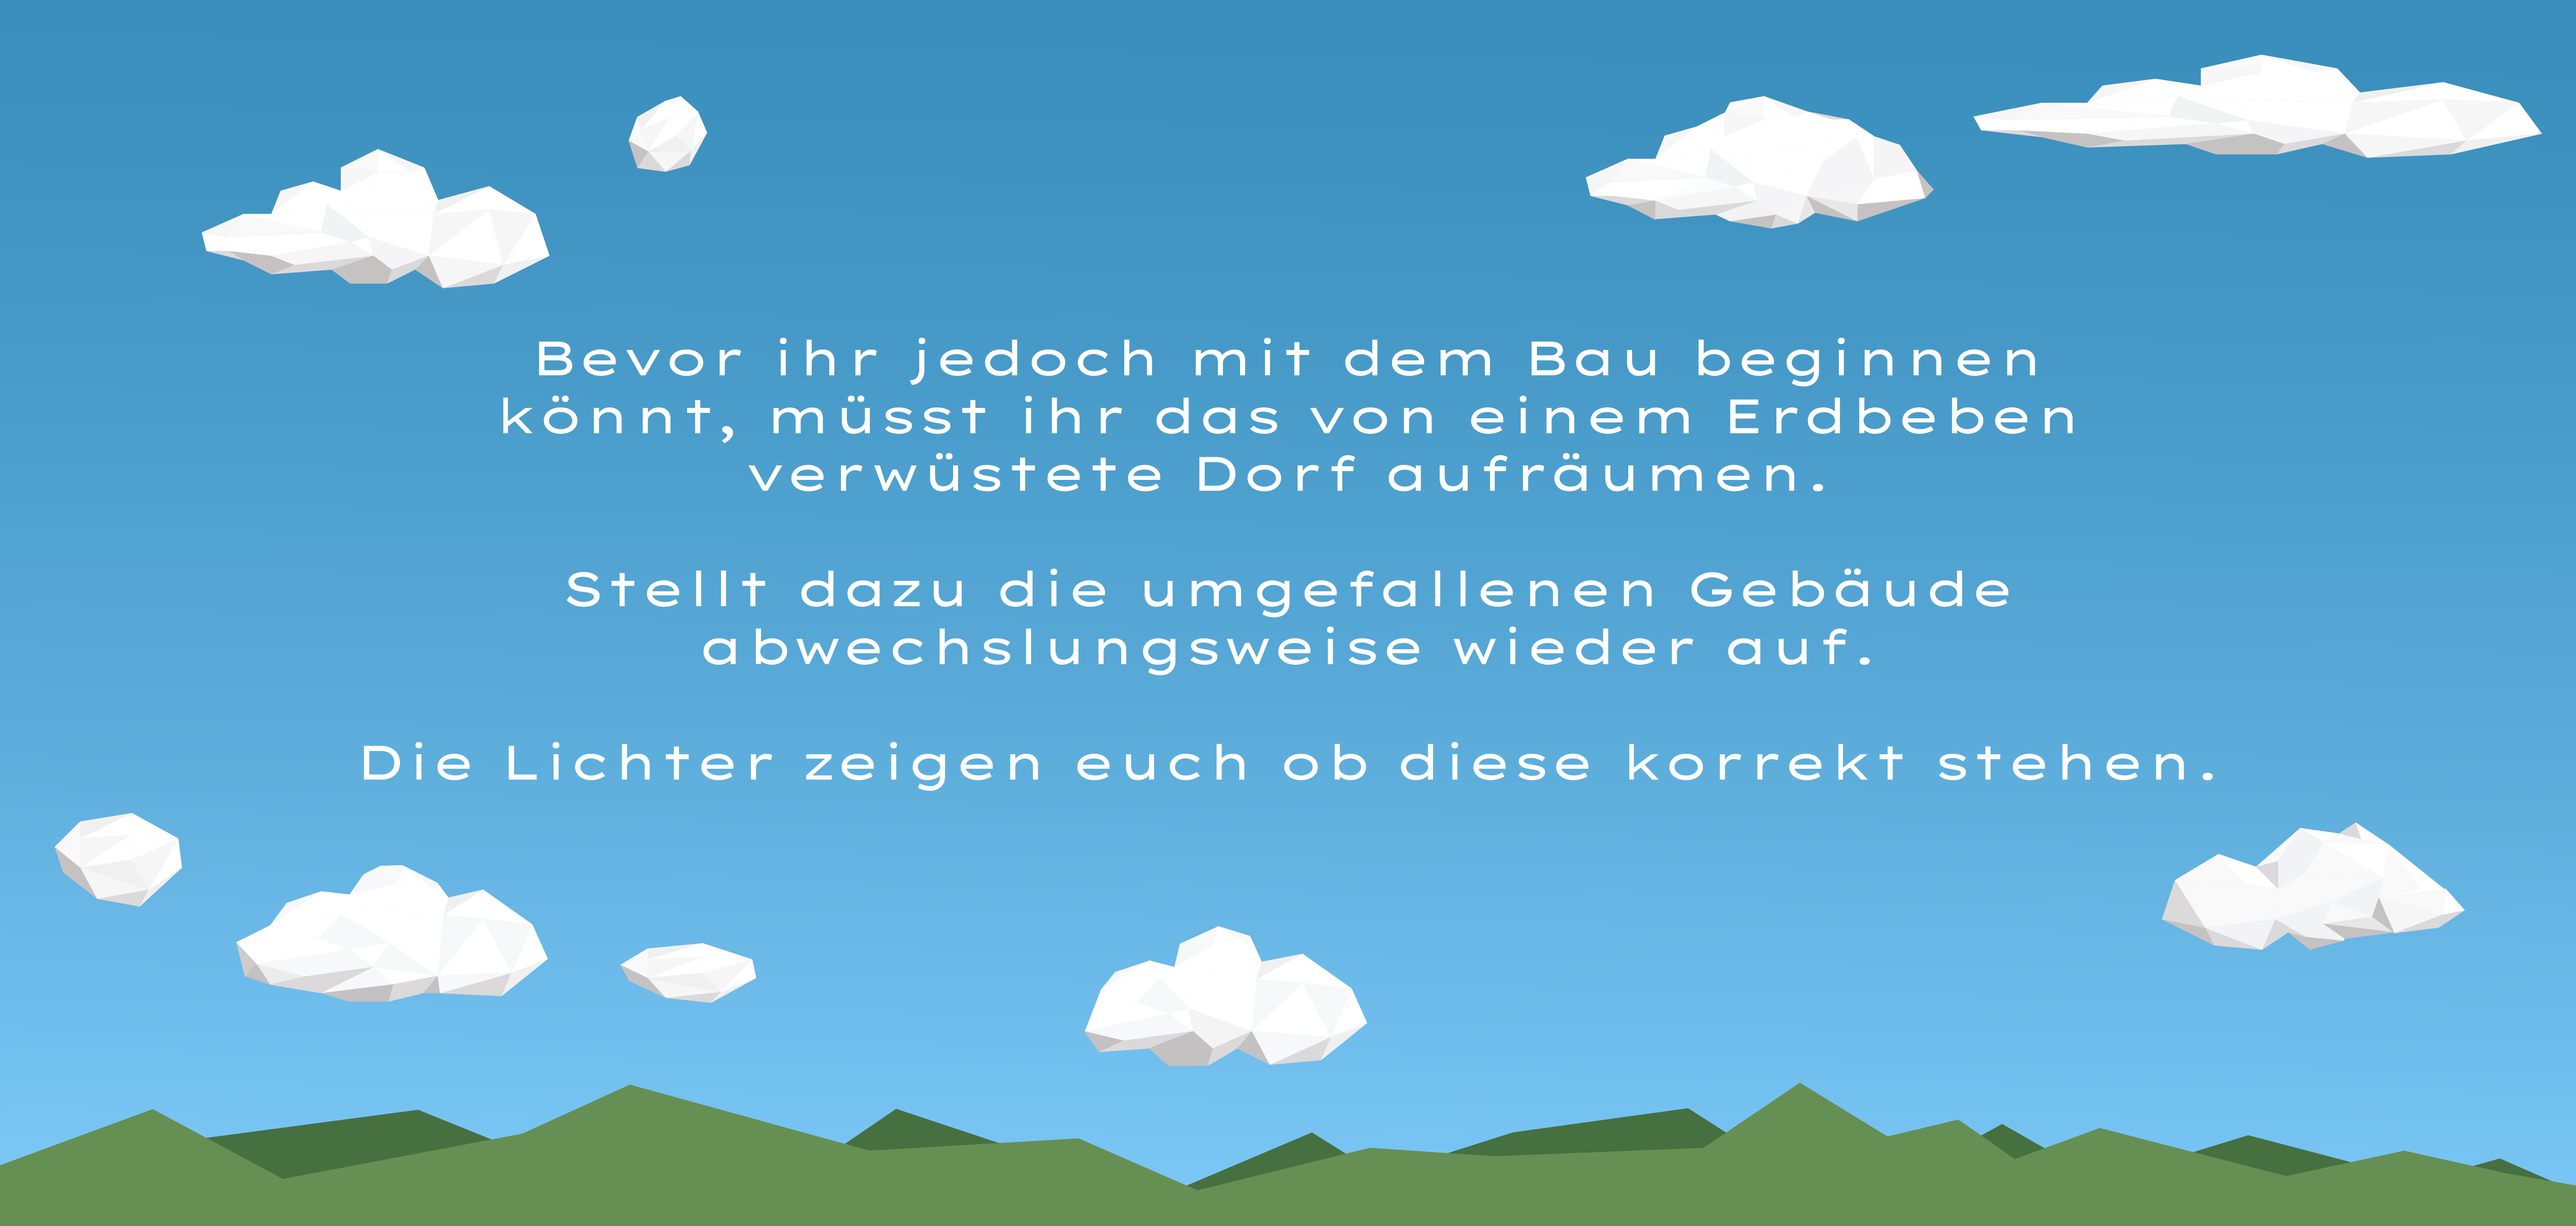 Bevor ihr jedoch mit dem Bau beginnen
könnt, müsst ihr das von einem Erdbeben
verwüstete Dorf aufräumen.
Stellt dazu die umgefallenen Gebäude
abwechslungsweise wieder auf.
Die Lichter zeigen euch ob diese korrekt stehen.